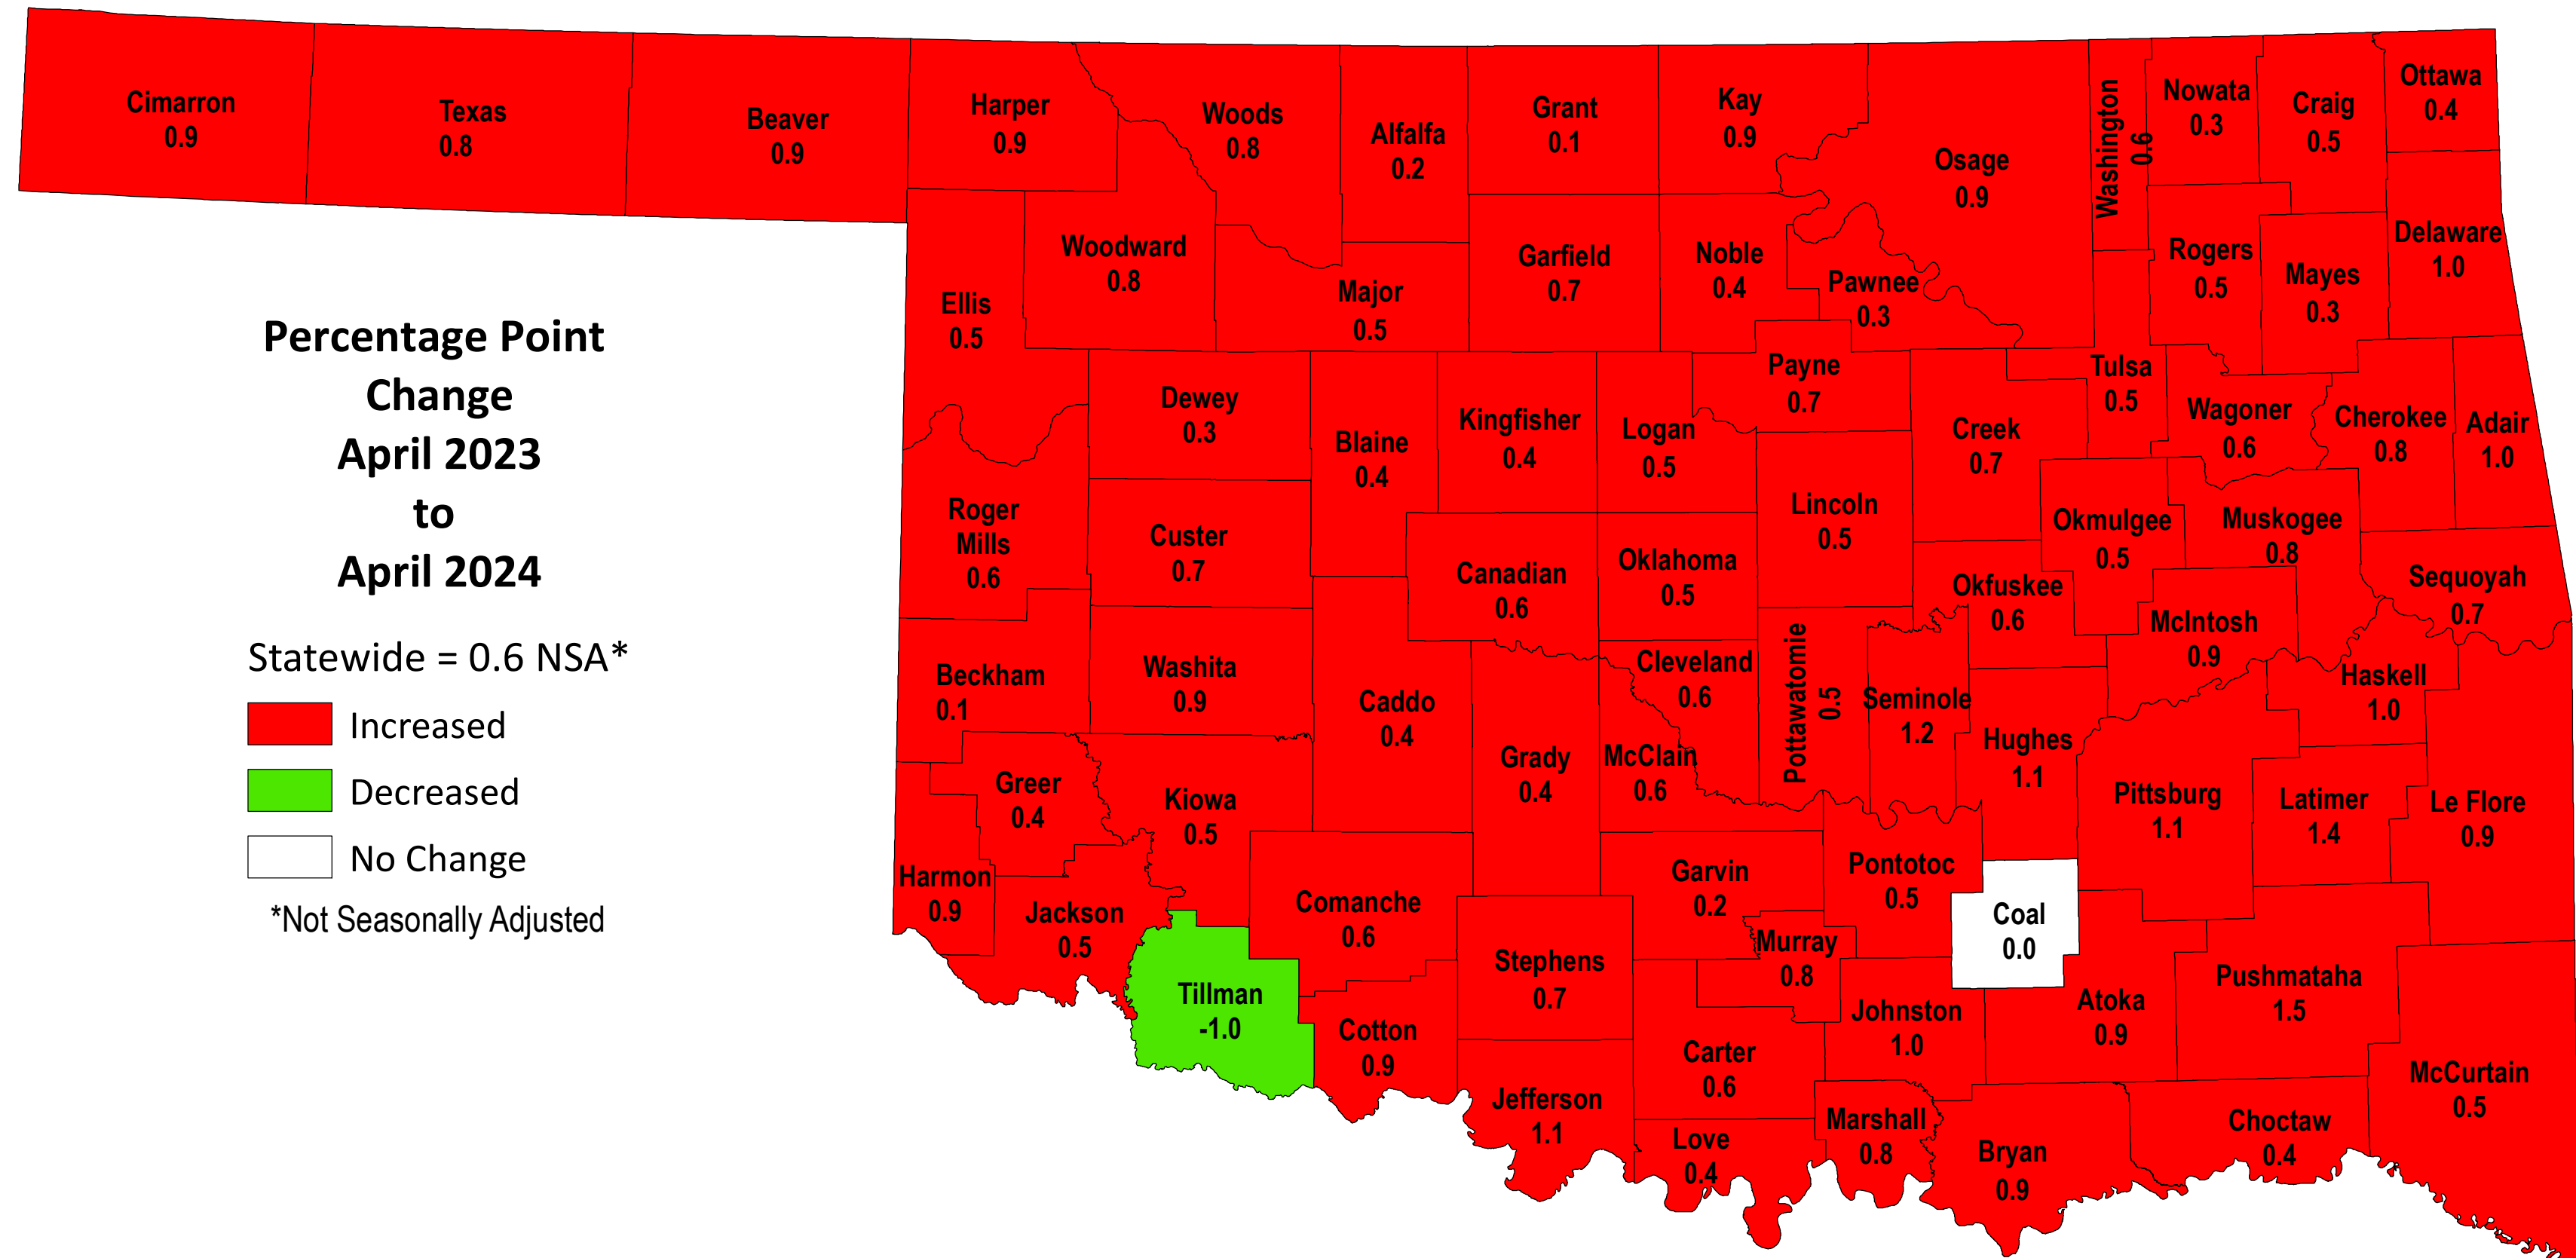 Cimarron
0.9
Texas
0.8
Beaver
0.9
Harper
0.9
Woods
0.8
Alfalfa
0.2
Grant
0.1
Kay
0.9
Osage
0.9
Washington
0.6
Nowata
0.3
Craig
0.5
Ottawa
0.4
Ellis
0.5
Woodward
0.8
Major
0.5
Garfield
0.7
Noble
0.4
Pawnee
0.3
Rogers
0.5
Mayes
0.3
Delaware
1.0
Percentage Point
Change
April 2023
to
April 2024
Statewide = 0.6 NSA*
Increased
Decreased
No Change
*Not Seasonally Adjusted
Dewey
0.3
Blaine
0.4
Kingfisher
0.4
Logan
0.5
Payne
0.7
Creek
0.7
Tulsa
0.5
Wagoner
0.6
Cherokee
0.8
Adair
1.0
Roger
Mills
0.6
Custer
0.7
Canadian
0.6
Oklahoma
0.5
Lincoln
0.5
Okmulgee
0.5
Muskogee
0.8
Okfuskee
0.6
Sequoyah
0.7
McIntosh
0.9
Beckham
0.1
Washita
0.9
Caddo
0.4
Grady
0.4
Cleveland
0.6
McClain
0.6
Pottawatomie
0.5
Seminole
1.2
Hughes
1.1
Haskell
1.0
Pittsburg
1.1
Latimer
1.4
Le Flore
0.9
Greer
0.4
Kiowa
0.5
Harmon
0.9
Jackson
0.5
Comanche
0.6
Garvin
0.2
Pontotoc
0.5
Coal
0.0
Tillman
-1.0
Cotton
0.9
Stephens
0.7
Murray
0.8
Johnston
1.0
Atoka
0.9
Pushmataha
1.5
Jefferson
1.1
Carter
0.6
Love
0.4
Marshall
0.8
Bryan
0.9
Choctaw
0.4
McCurtain
0.5